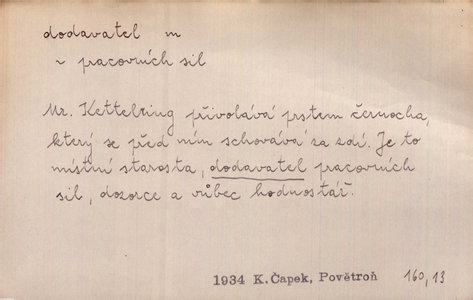 dodavatel m
~ pracovních sil
Mr. Kettelring přivolává prstem černocha,
který se před ním schovává za zdí. Je to
místní starosta, dodavatel pracovních
sil, dozorce a vůbec hodnostář.
1934 K. Čapek, Povětroň 160,13